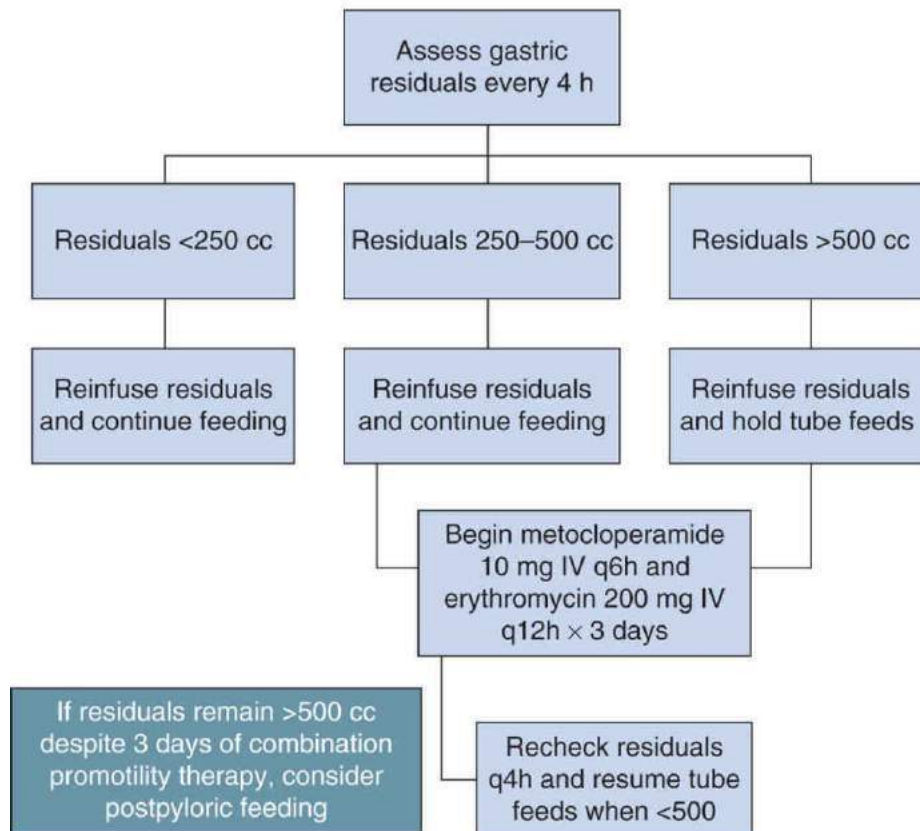 Assess gastric
residuals every 4 h
Residuals <250 cc
Residuals 250–500 cc
Residuals >500 cc
Reinfuse residuals
and continue feeding
Reinfuse residuals
and continue feeding
Reinfuse residuals
and hold tube feeds
Begin metocloperamide
10 mg IV q6h and
erythromycin 200 mg IV
q12h × 3 days
If residuals remain >500 cc
despite 3 days of combination
promotility therapy, consider
postpyloric feeding
Recheck residuals
q4h and resume tube
feeds when <500